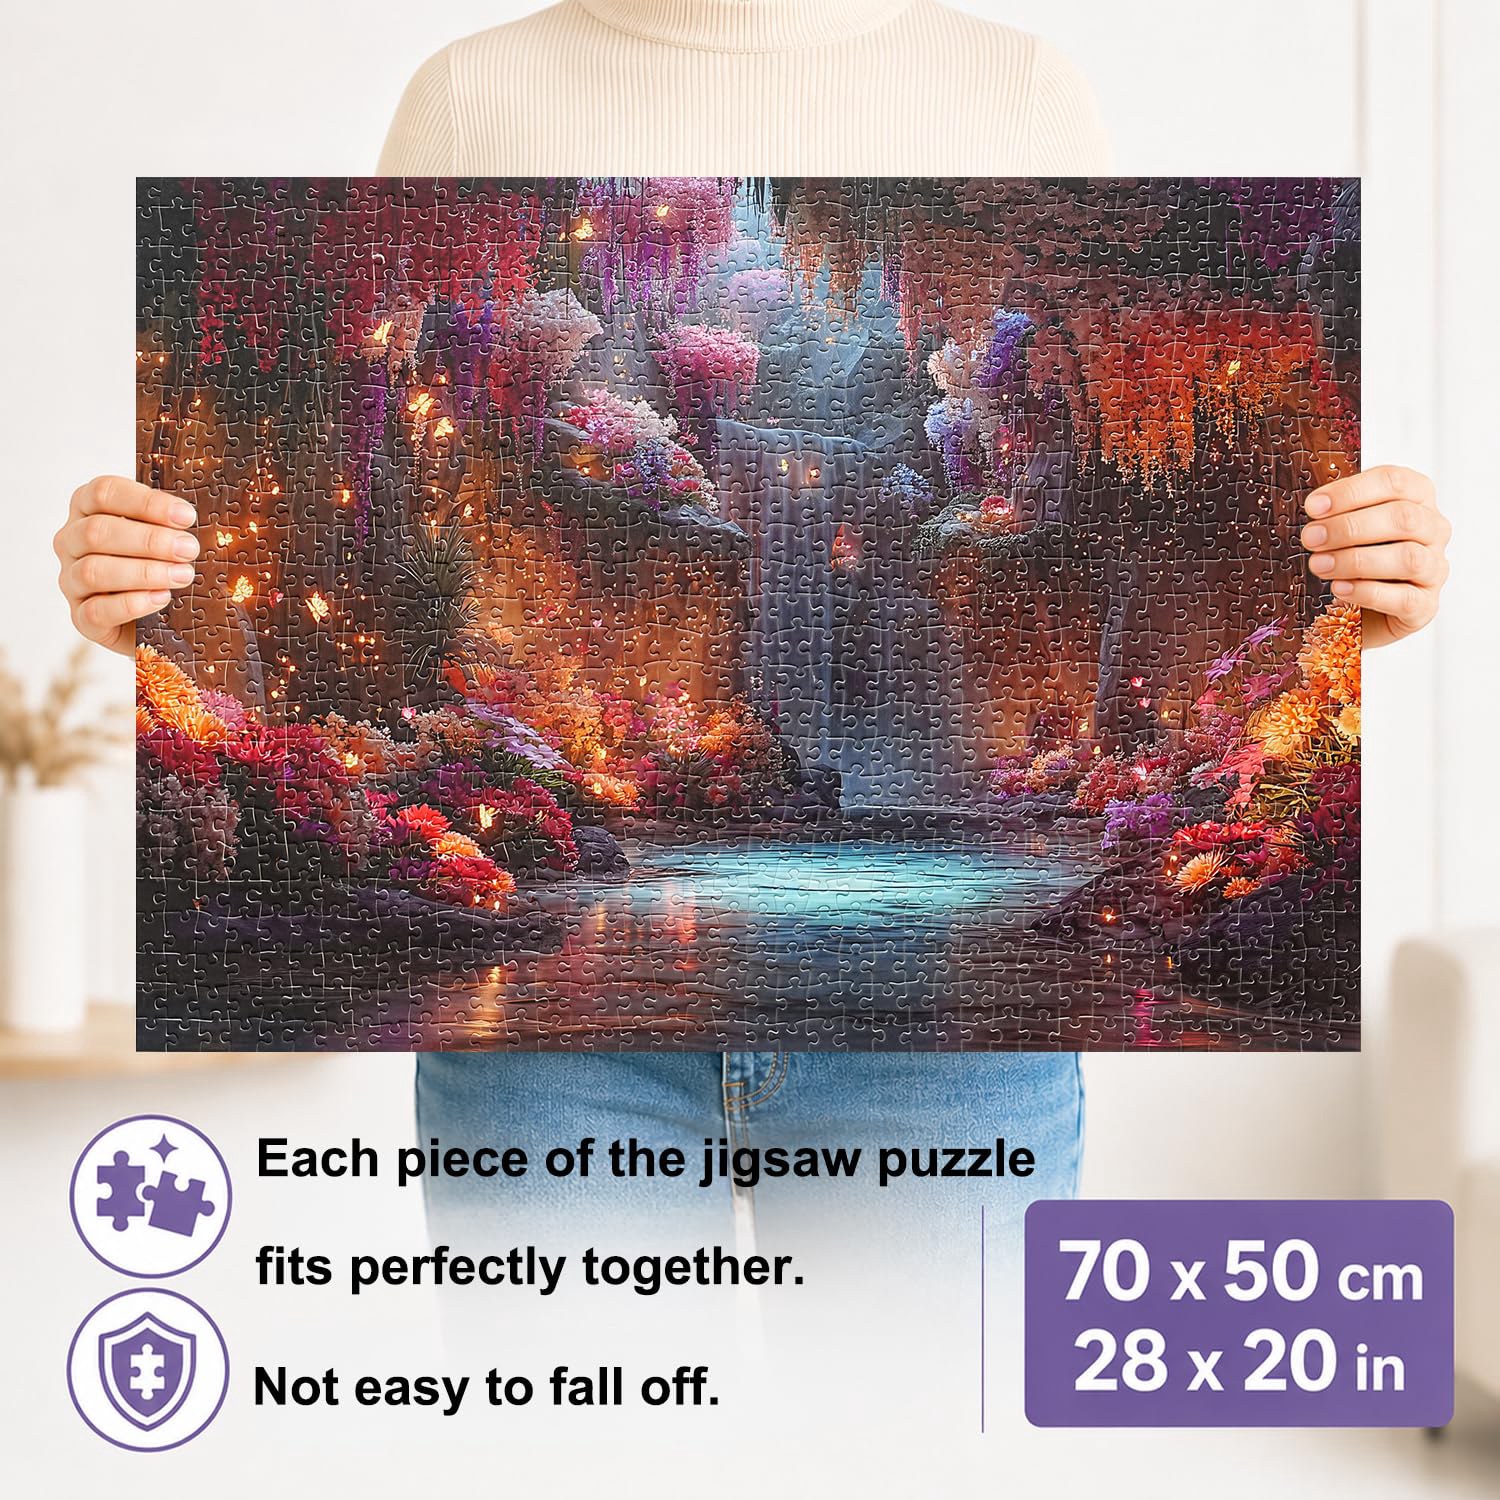 Each piece of the jigsaw puzzle
fits perfectly together.
Not easy to fall off.
70 x 50 cm
28 x 20 in